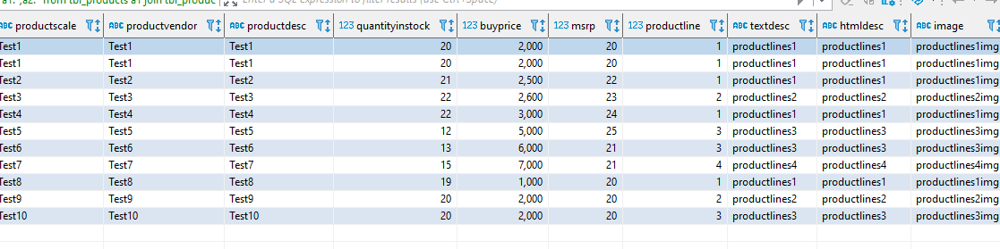 a1. ,a2. from tbl_products a1 join tbl_produc Enter a SQL expression to filter results (use Ctrl+Space)
ABC productscale ABC productvendor ABC productdesc 123 quantityinstock 123 buyprice 123 msrp 123 productline ABC textdesc ABC htmldesc ABC image
Test1 Test1 Test1 20 2,000 20 1 productlines1 productlines1 productlines1img
Test1 Test1 Test1 20 2,000 20 1 productlines1 productlines1 productlines1img
Test2 Test2 Test2 21 2,500 22 1 productlines1 productlines1 productlines1img
Test3 Test3 Test3 22 2,600 23 2 productlines2 productlines2 productlines2img
Test4 Test4 Test4 22 3,000 24 1 productlines1 productlines1 productlines1img
Test5 Test5 Test5 12 5,000 25 3 productlines3 productlines3 productlines3img
Test6 Test6 Test6 13 6,000 21 3 productlines3 productlines3 productlines3img
Test7 Test7 Test7 15 7,000 21 4 productlines4 productlines4 productlines4img
Test8 Test8 Test8 19 1,000 20 1 productlines1 productlines1 productlines1img
Test9 Test9 Test9 20 2,000 20 2 productlines2 productlines2 productlines2img
Test10 Test10 Test10 20 2,000 20 3 productlines3 productlines3 productlines3img